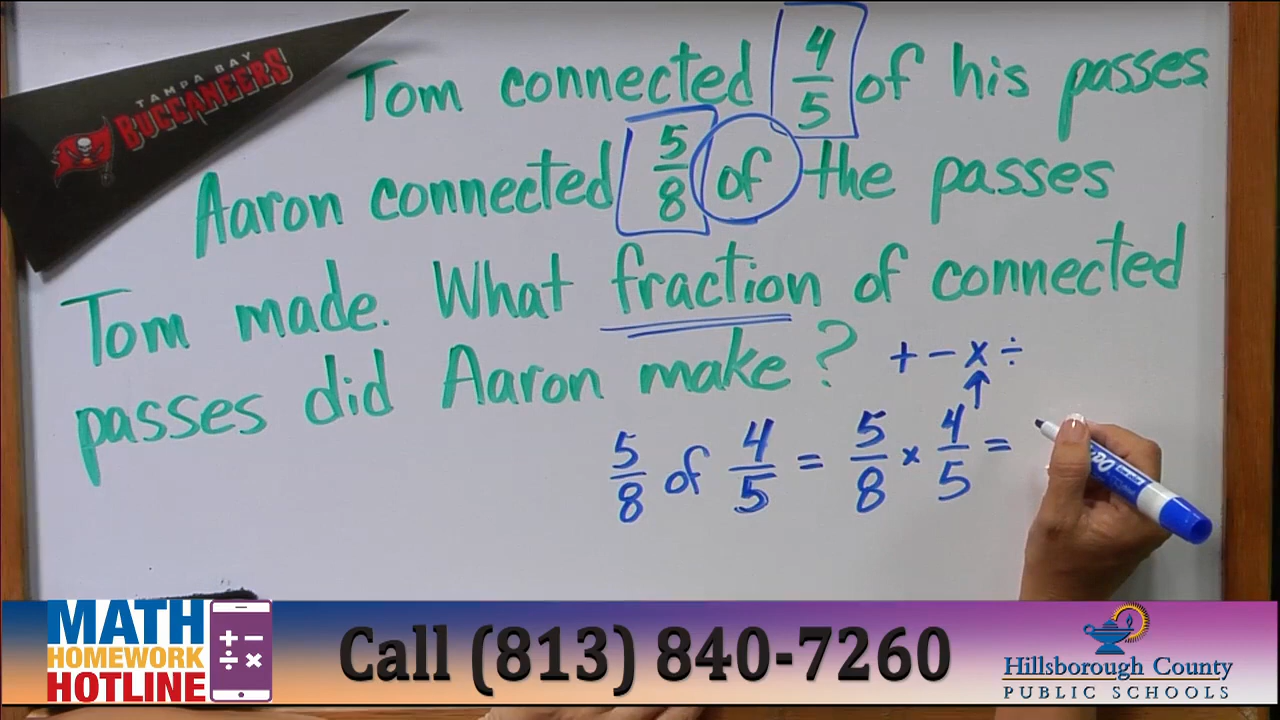 TAMPA BAY
BUCCANEERS
Tom connected 4/5 of his passes
Aaron connected 5/8 of the passes
Tom made. What fraction of connected
passes did Aaron make?
+ − x ÷
5/8 of 4/5 = 5/8 x 4/5 =
MATH
HOMEWORK
HOTLINE
+ −
÷ ×
Call (813) 840-7260
Hillsborough County
PUBLIC SCHOOLS